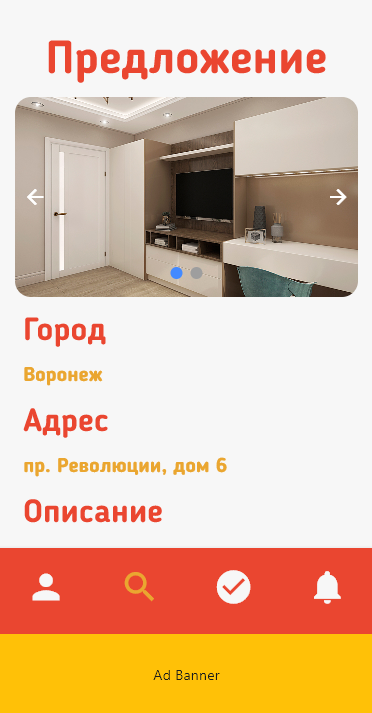 Предложение
Город
Воронеж
Адрес
пр. Революции, дом 6
Описание
Ad Banner